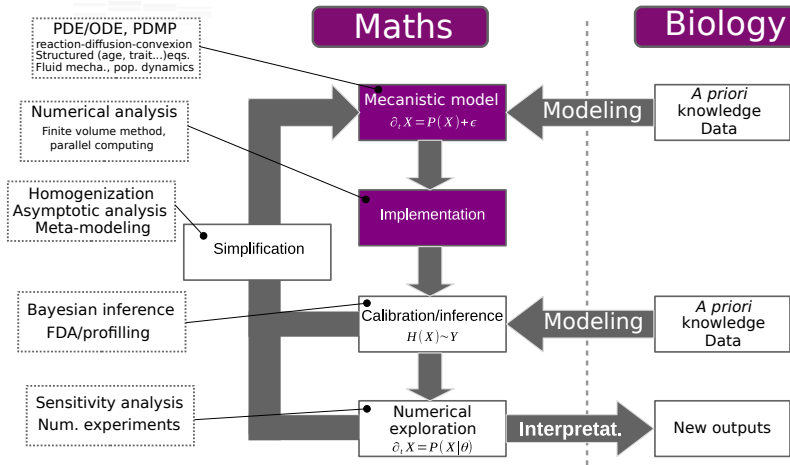 Maths
Biology
PDE/ODE, PDMP
reaction-diffusion-convexion
Structured (age, trait...)eqs.
Fluid mecha., pop. dynamics
Mecanistic model
∂ₜ X = P(X) + ϵ
Modeling
A priori
knowledge
Data
Numerical analysis
Finite volume method,
parallel computing
Implementation
Homogenization
Asymptotic analysis
Meta-modeling
Simplification
Bayesian inference
FDA/profilling
Calibration/inference
H(X)~Y
Modeling
A priori
knowledge
Data
Sensitivity analysis
Num. experiments
Numerical
exploration
∂ₜ X = P(X|θ)
Interpretat.
New outputs